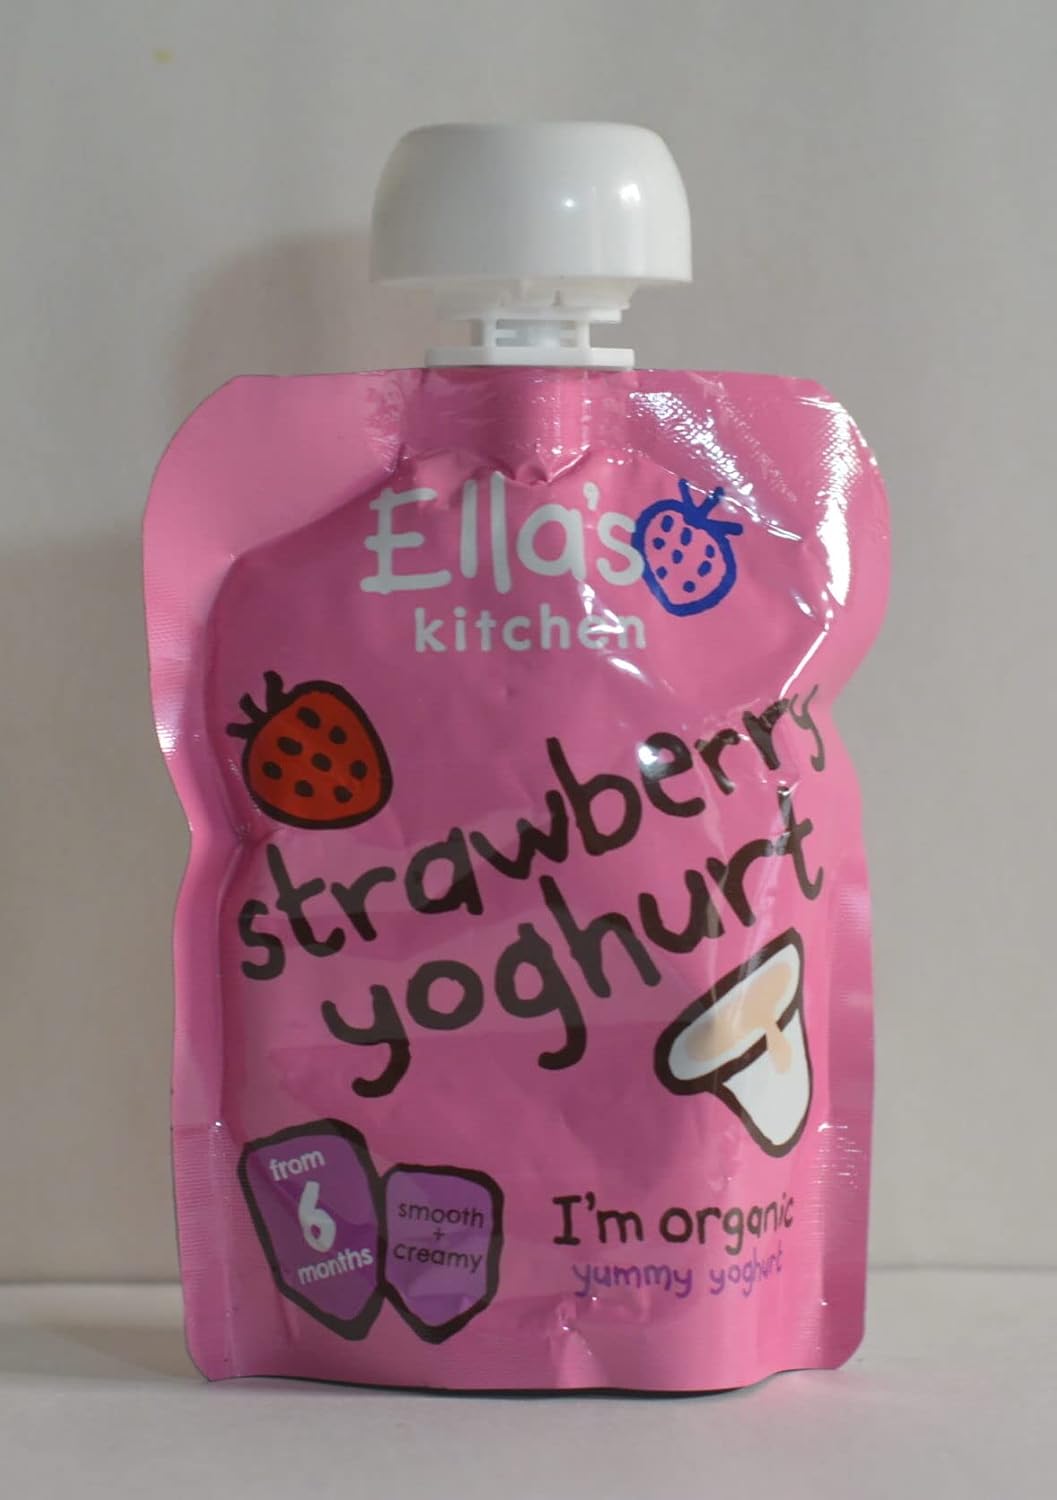 Ella's
kitchen
strawberry
yoghurt
from
6
months
smooth
+
creamy
I'm organic
yummy yoghurt